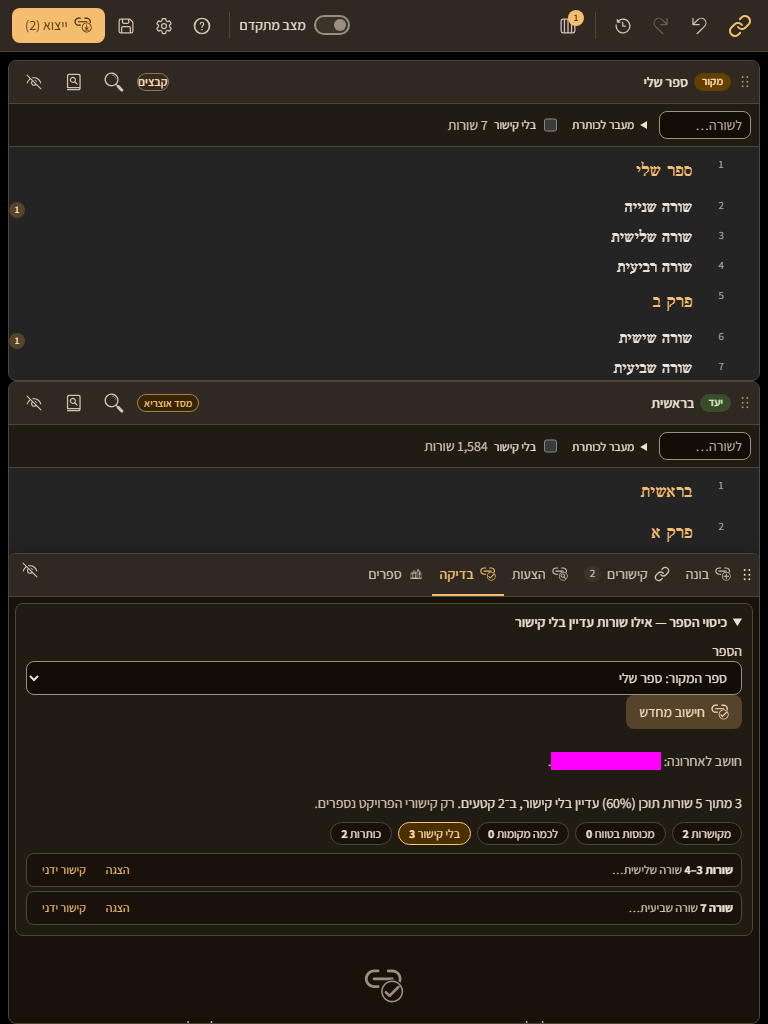 1
מצב מתקדם
ייצוא (2)
מקור ספר שלי
קבצים
לשורה...
מעבר לכותרת
בלי קישור
7 שורות
1 ספר שלי
2 שורה שנייה 1
3 שורה שלישית
4 שורה רביעית
5 פרק ב
6 שורה שישית 1
7 שורה שביעית
יעד בראשית
מסד אוצריא
לשורה...
מעבר לכותרת
בלי קישור
1,584 שורות
1 בראשית
2 פרק א
בונה
קישורים 2
הצעות
בדיקה
ספרים
כיסוי הספר — אילו שורות עדיין בלי קישור
הספר
ספר המקור: ספר שלי
חישוב מחדש
חושב לאחרונה: .
3 מתוך 5 שורות תוכן (60%) עדיין בלי קישור, ב־2 קטעים. רק קישורי הפרויקט נספרים.
מקושרות 2
מכוסות בטווח 0
לכמה מקומות 0
בלי קישור 3
כותרות 2
שורות 3–4 שורה שלישית... הצגה קישור ידני
שורה 7 שורה שביעית... הצגה קישור ידני